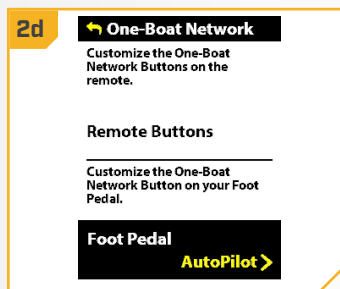 2d
One-Boat Network
Customize the One-Boat
Network Buttons on the
remote.
Remote Buttons
Customize the One-Boat
Network Button on your Foot
Pedal.
Foot Pedal
AutoPilot